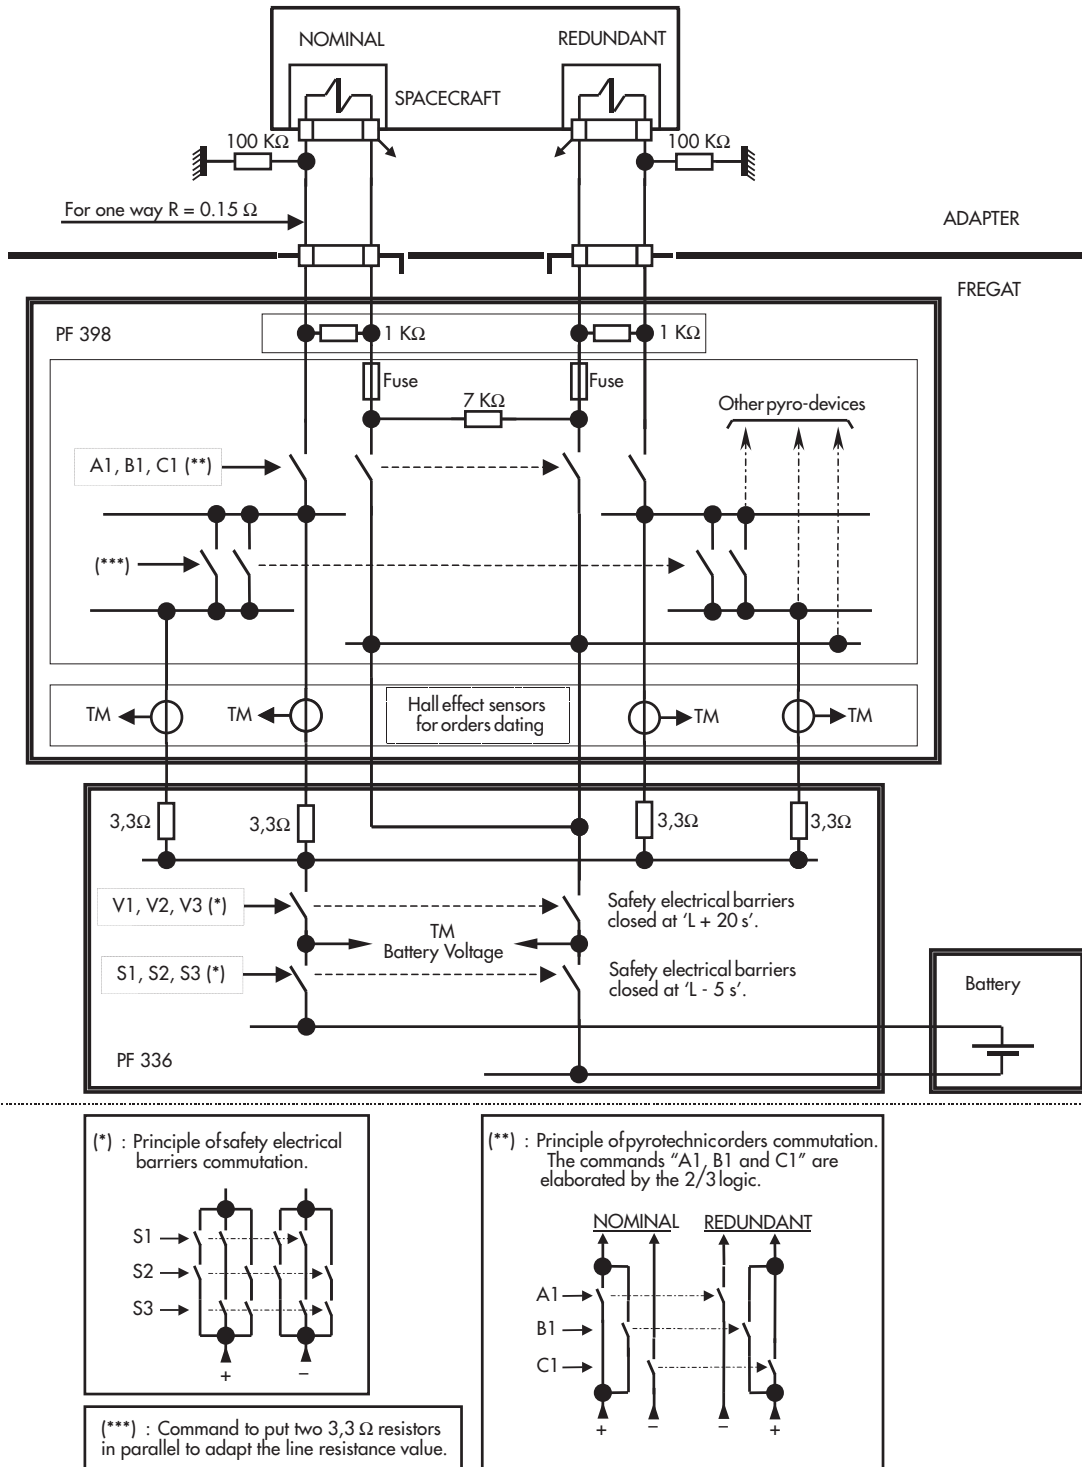 NOMINAL
REDUNDANT
SPACECRAFT
100 KΩ
100 KΩ
For one way R = 0.15 Ω
ADAPTER
FREGAT
PF 398
1 KΩ
1 KΩ
Fuse
Fuse
7 KΩ
Other pyro-devices
A1, B1, C1 (**)
(***)
TM
TM
Hall effect sensors
for orders dating
TM
TM
3,3Ω
3,3Ω
3,3Ω
3,3Ω
V1, V2, V3 (*)
Safety electrical barriers
closed at ‘L + 20 s’.
TM
Battery Voltage
S1, S2, S3 (*)
Safety electrical barriers
closed at ‘L - 5 s’.
Battery
PF 336
(*) : Principle of safety electrical
barriers commutation.
S1
S2
S3
+
–
(**) : Principle of pyrotechnic orders commutation.
The commands “A1, B1 and C1” are
elaborated by the 2/3 logic.
NOMINAL
REDUNDANT
A1
B1
C1
+
–
–
+
(***) : Command to put two 3,3 Ω resistors
in parallel to adapt the line resistance value.